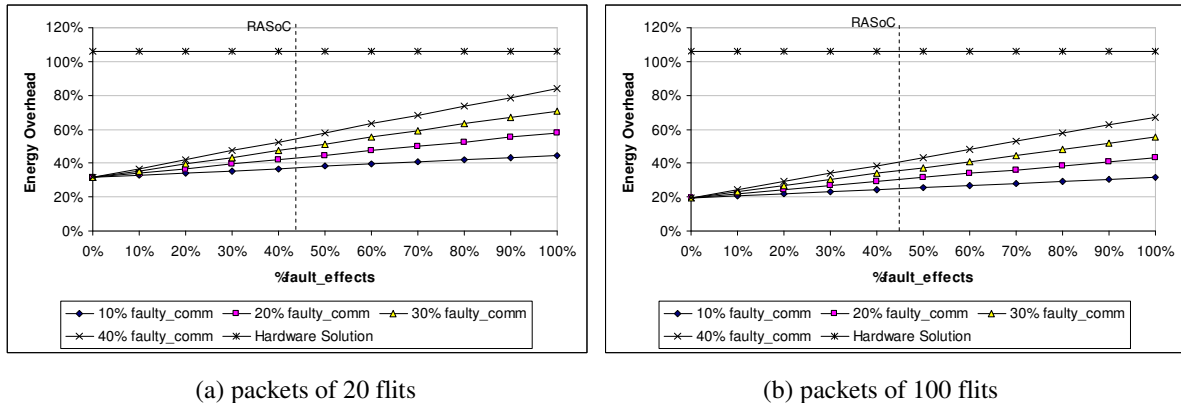 RASoC
120%
100%
80%
60%
40%
20%
0%
Energy Overhead
0% 10% 20% 30% 40% 50% 60% 70% 80% 90% 100%
%fault_effects
10% faulty_comm 20% faulty_comm 30% faulty_comm
40% faulty_comm Hardware Solution
(a) packets of 20 flits
RASoC
120%
100%
80%
60%
40%
20%
0%
Energy Overhead
0% 10% 20% 30% 40% 50% 60% 70% 80% 90% 100%
%fault_effects
10% faulty_comm 20% faulty_comm 30% faulty_comm
40% faulty_comm Hardware Solution
(b) packets of 100 flits